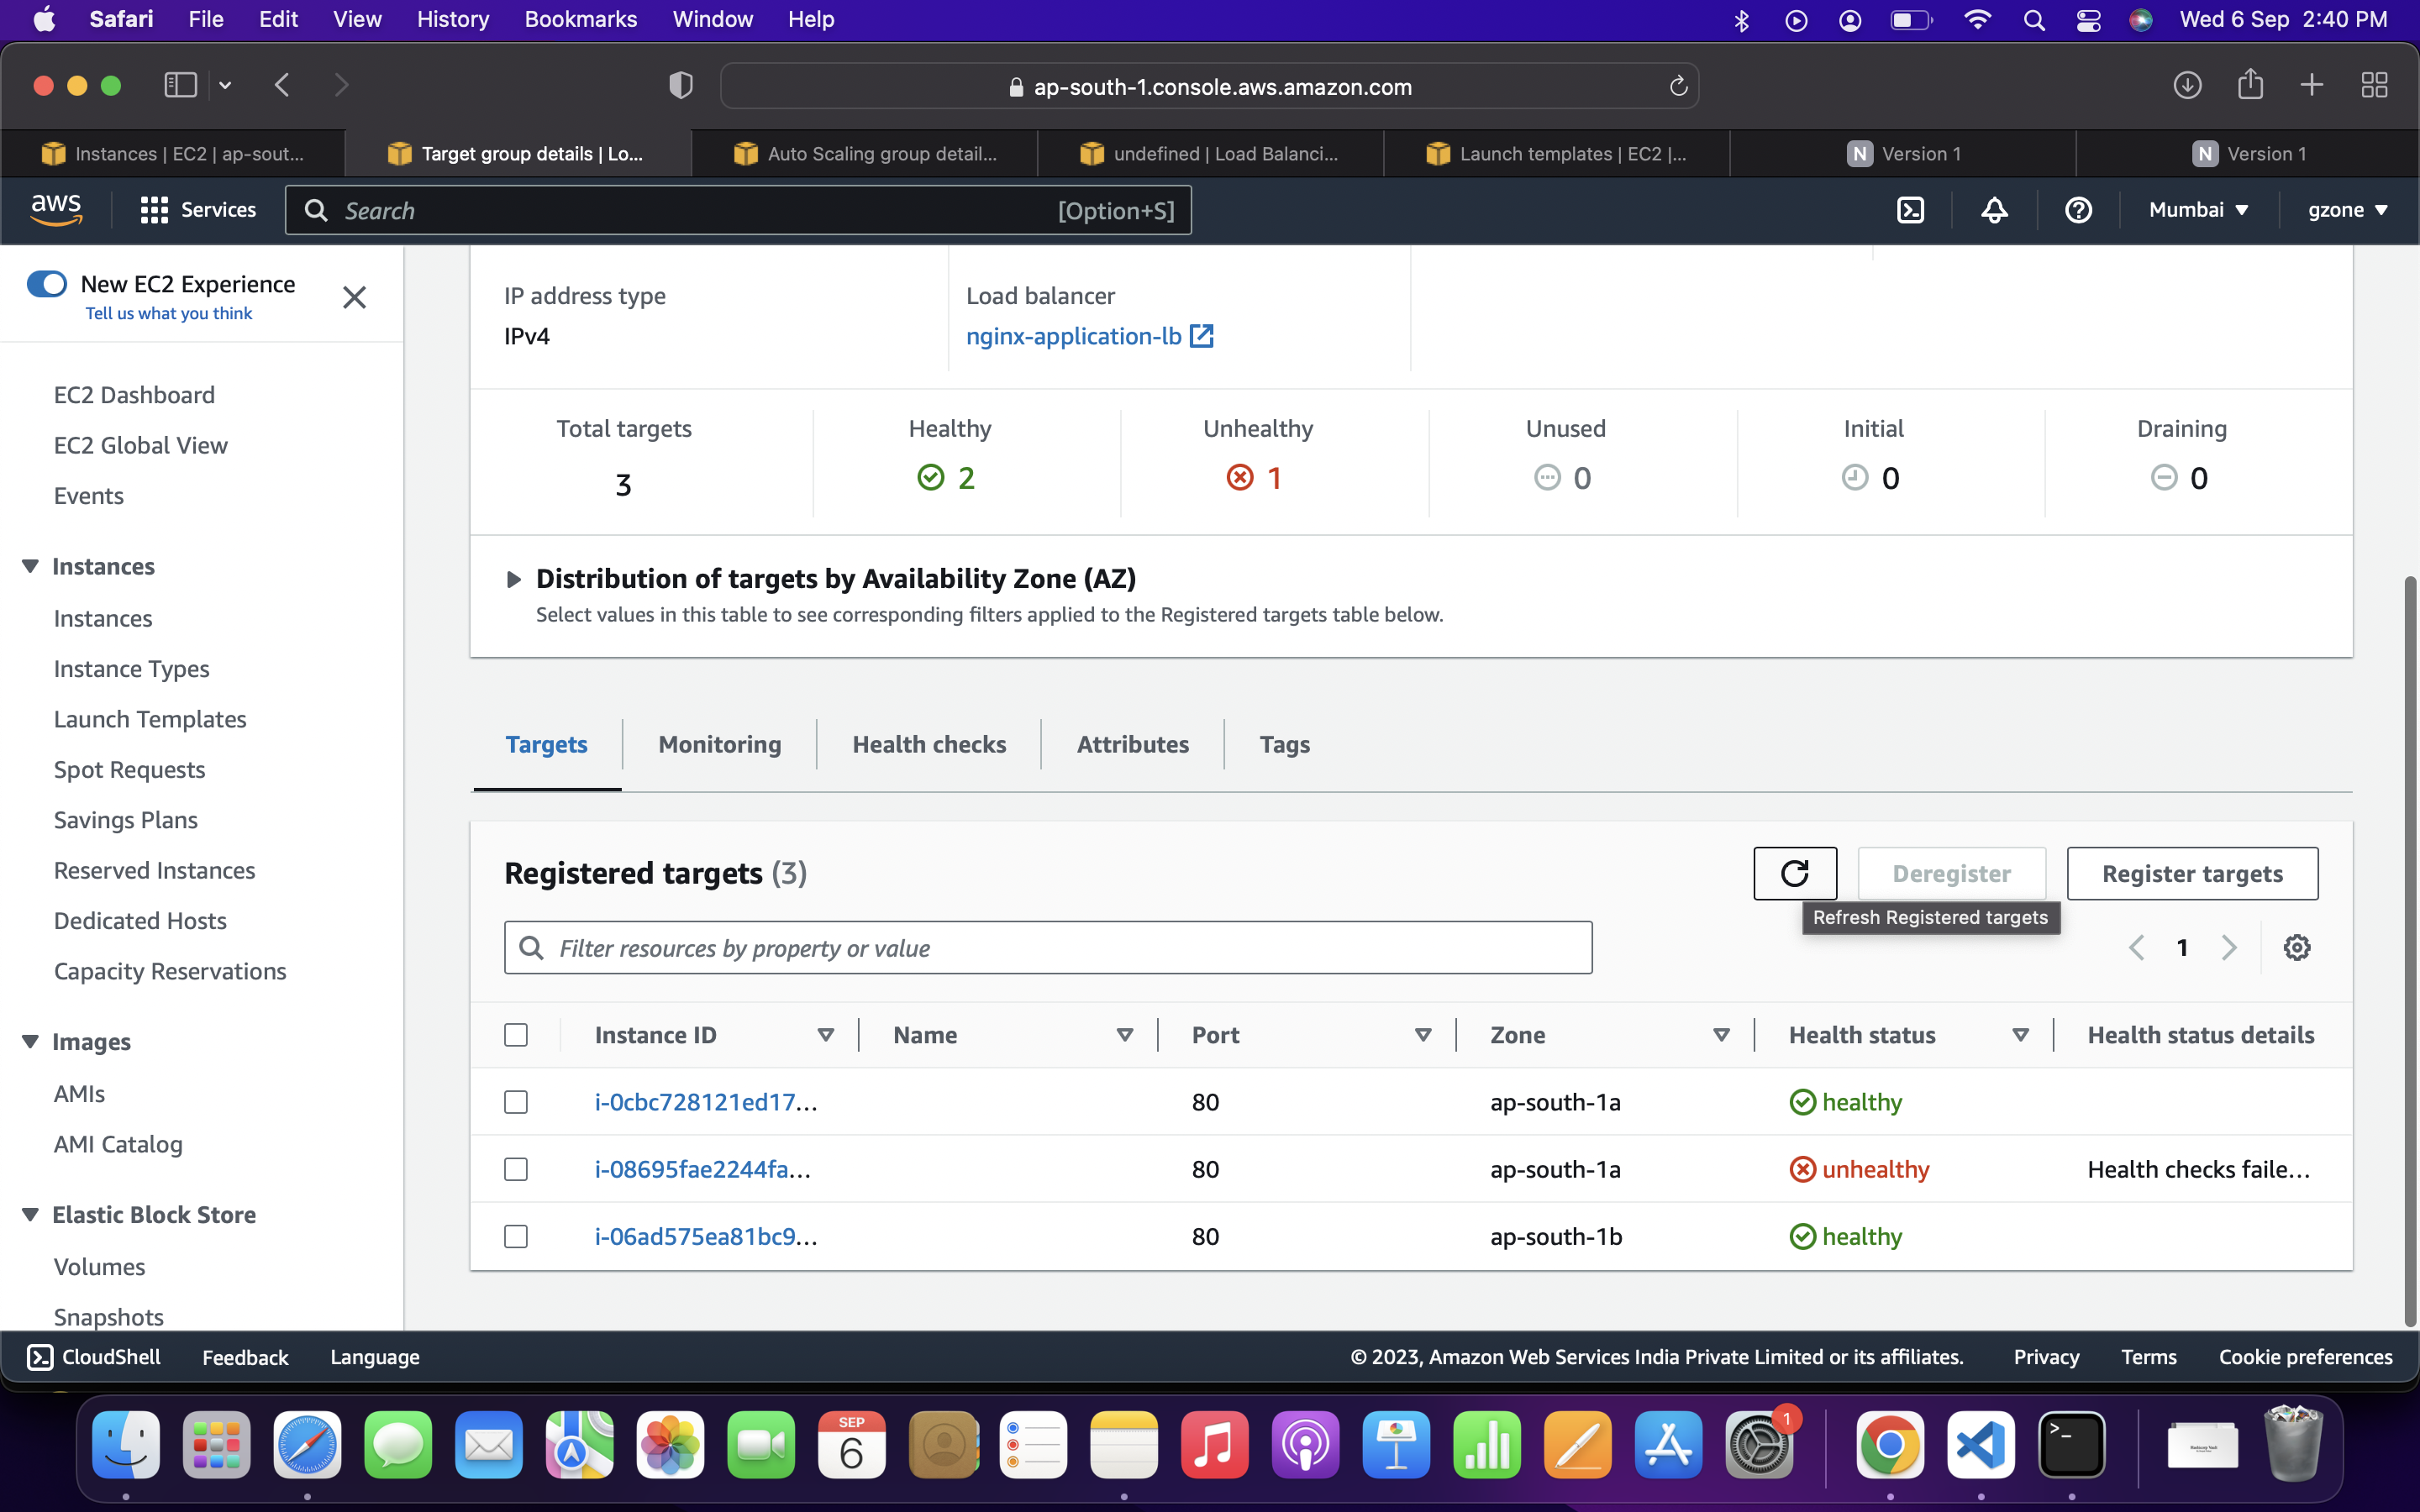 Safari File Edit View History Bookmarks Window Help Wed 6 Sep 2:40 PM
ap-south-1.console.aws.amazon.com
Instances | EC2 | ap-sout... Target group details | Lo... Auto Scaling group detail... undefined | Load Balanci... Launch templates | EC2 |... N Version 1 N Version 1
aws Services Search [Option+S] Mumbai gzone
New EC2 Experience
Tell us what you think
EC2 Dashboard
EC2 Global View
Events
Instances
Instances
Instance Types
Launch Templates
Spot Requests
Savings Plans
Reserved Instances
Dedicated Hosts
Capacity Reservations
Images
AMIs
AMI Catalog
Elastic Block Store
Volumes
Snapshots
IP address type Load balancer
IPv4 nginx-application-lb
Total targets Healthy Unhealthy Unused Initial Draining
3 2 1 0 0 0
Distribution of targets by Availability Zone (AZ)
Select values in this table to see corresponding filters applied to the Registered targets table below.
Targets Monitoring Health checks Attributes Tags
Registered targets (3) Deregister Register targets
Refresh Registered targets
Filter resources by property or value 1
Instance ID Name Port Zone Health status Health status details
i-0cbc728121ed17... 80 ap-south-1a healthy
i-08695fae2244fa... 80 ap-south-1a unhealthy Health checks faile...
i-06ad575ea81bc9... 80 ap-south-1b healthy
CloudShell Feedback Language © 2023, Amazon Web Services India Private Limited or its affiliates. Privacy Terms Cookie preferences
SEP
6
1